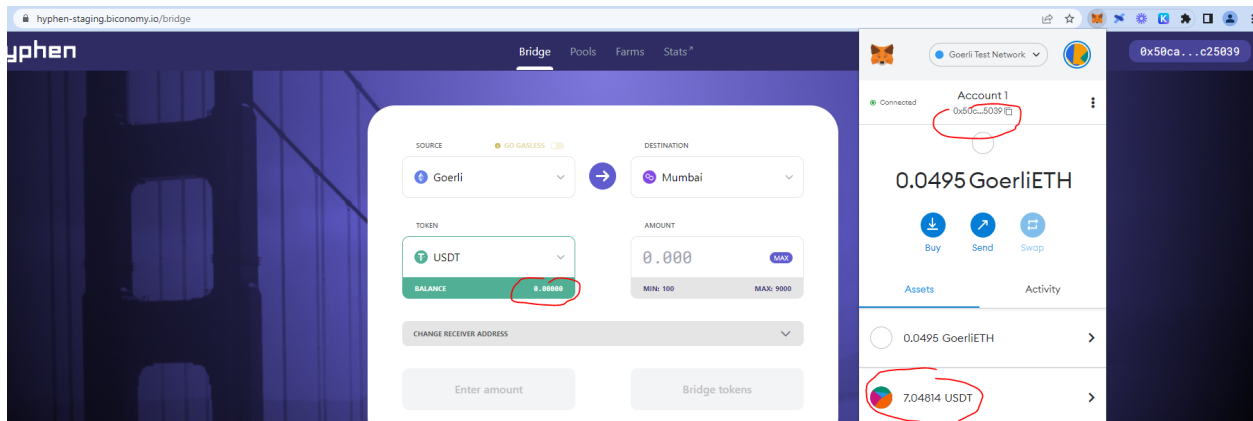 hyphen-staging.biconomy.io/bridge
yphen
Bridge Pools Farms Stats
Goerli Test Network
0x50ca...c25039
Connected
Account 1
0x50c...5039
SOURCE
GO GASLESS
DESTINATION
Goerli
Mumbai
0.0495 GoerliETH
TOKEN
AMOUNT
Buy
Send
Swap
USDT
0.000
MAX
BALANCE
0.00000
MIN: 100
MAX: 9000
Assets
Activity
CHANGE RECEIVER ADDRESS
0.0495 GoerliETH
Enter amount
Bridge tokens
7.04814 USDT